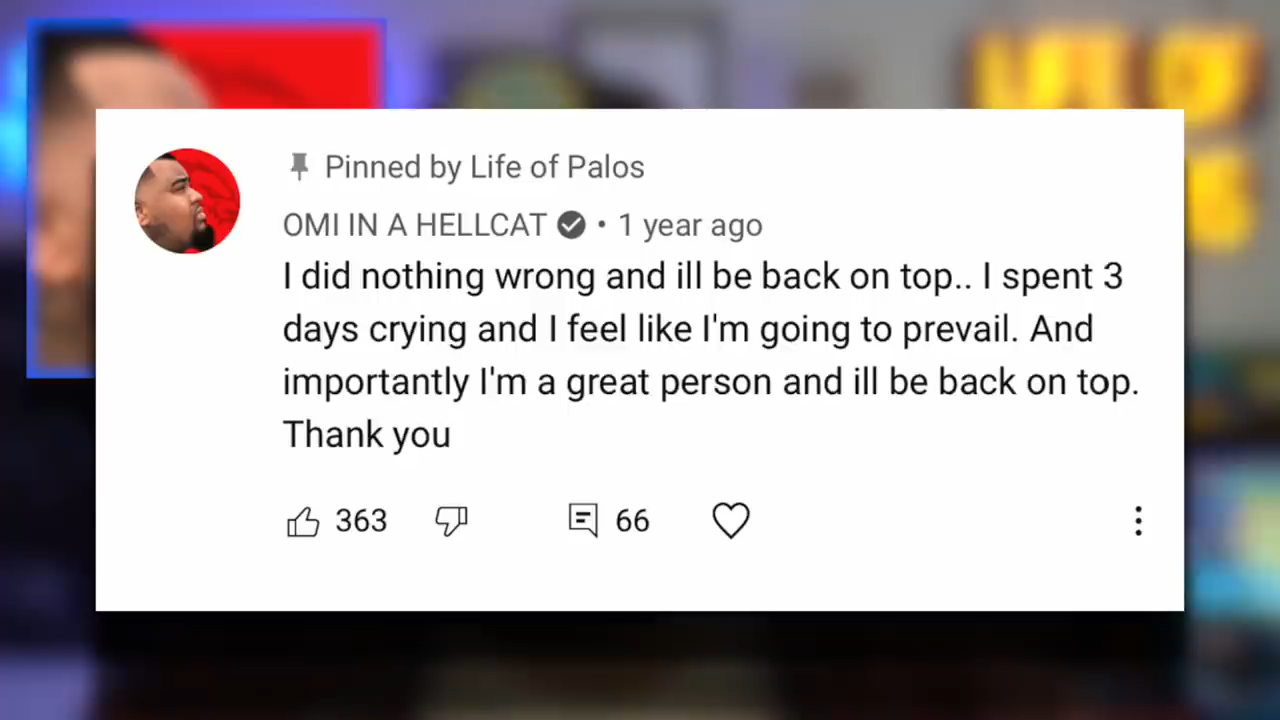 Pinned by Life of Palos
OMI IN A HELLCAT • 1 year ago
I did nothing wrong and ill be back on top.. I spent 3
days crying and I feel like I'm going to prevail. And
importantly I'm a great person and ill be back on top.
Thank you
363 66